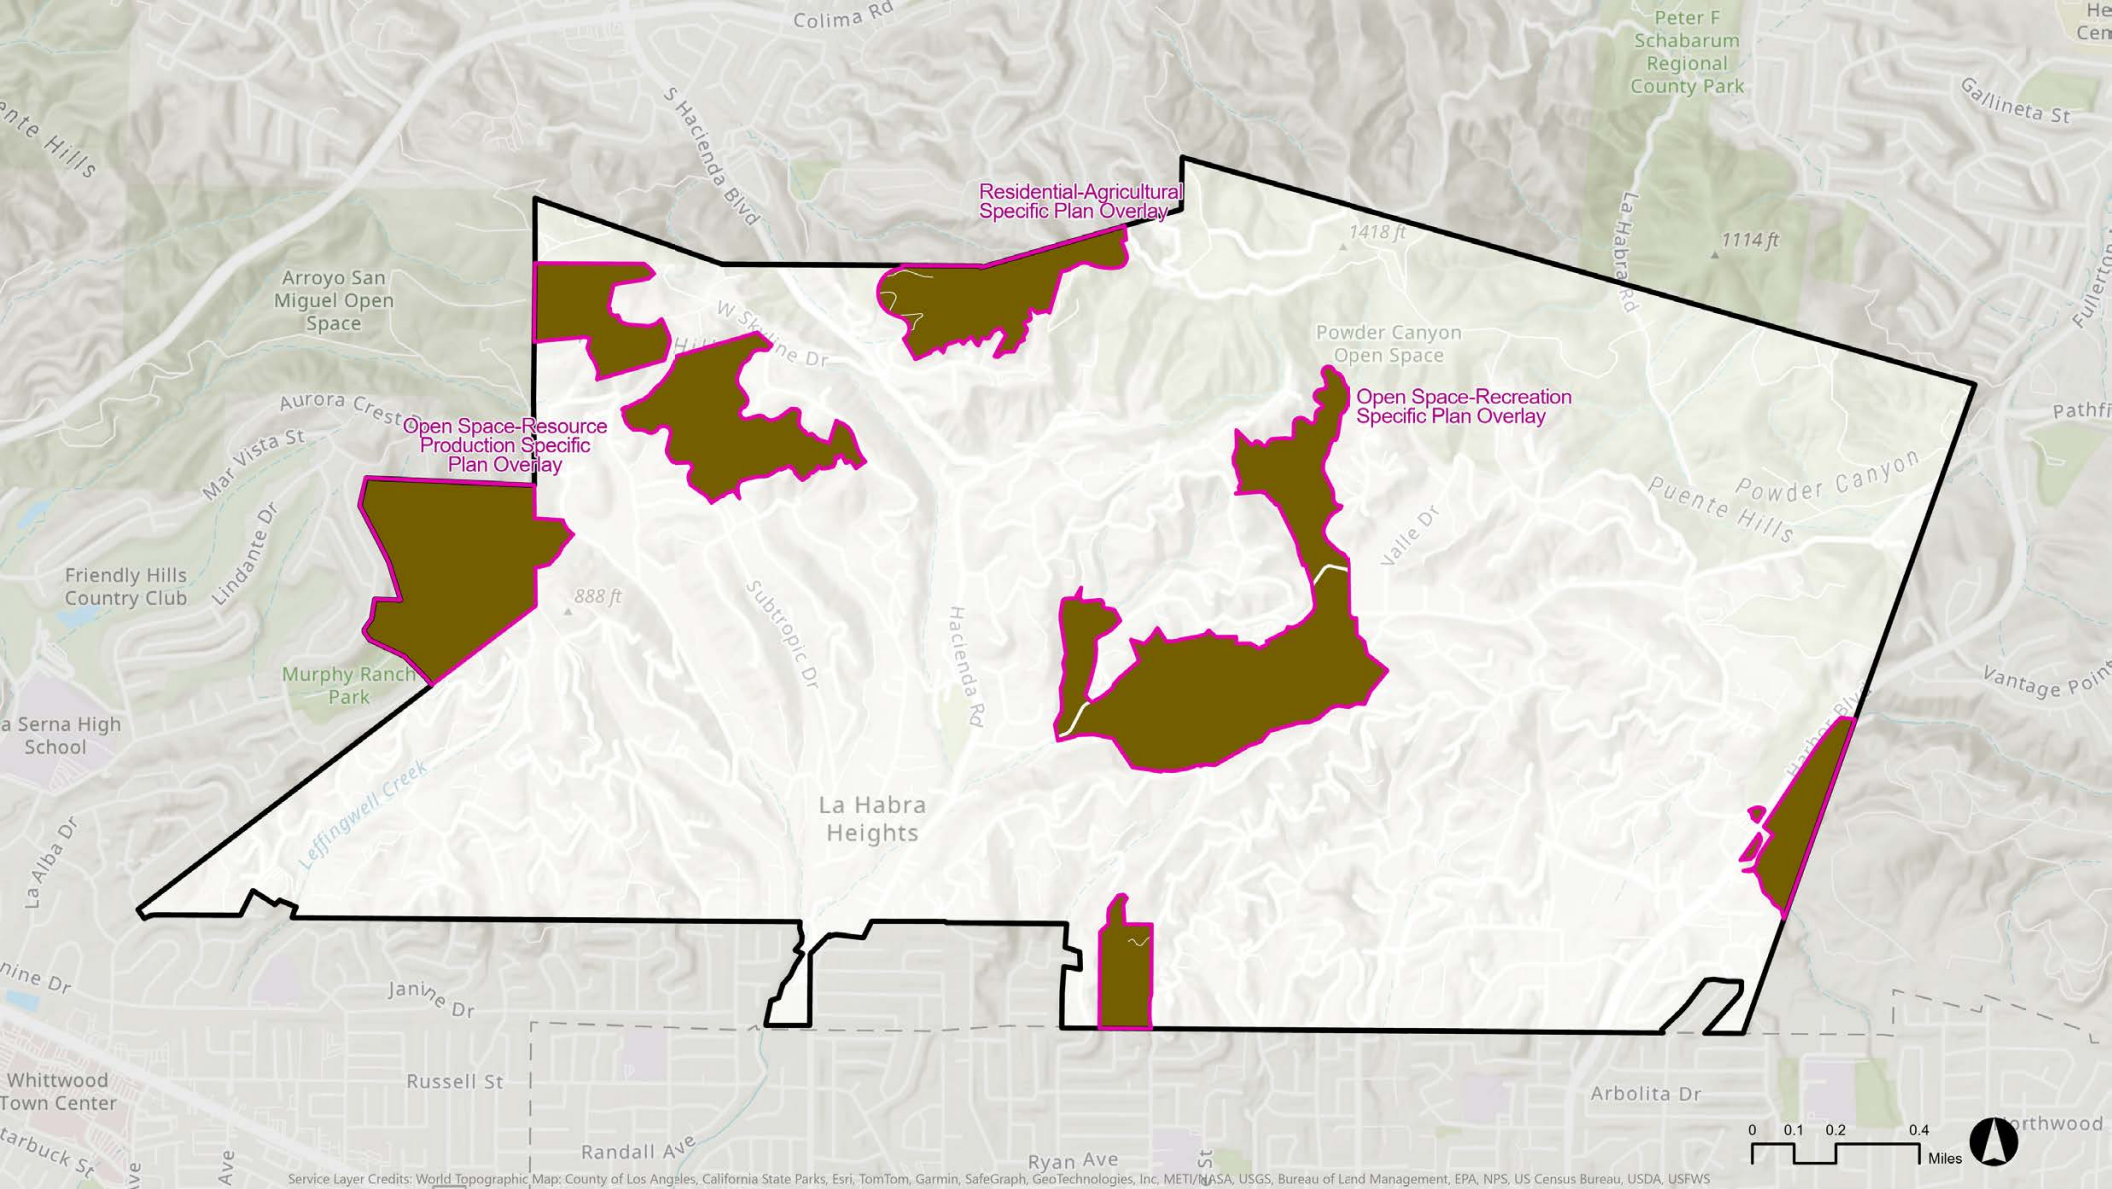 Colima Rd
Peter F
Schabarum
Regional
County Park
Gallineta St
S Hacienda Blvd
Residential-Agricultural
Specific Plan Overlay
1418 ft
La Habra Rd
1114 ft
Arroyo San
Miguel Open
Space
W Skyline Dr
Powder Canyon
Open Space
Aurora Crest
Open Space-Recreation
Specific Plan Overlay
Mar Vista St
Open Space-Resource
Production Specific
Plan Overlay
Powder Canyon
Puente Hills
Valle Dr
Lindante Dr
Friendly Hills
Country Club
888 ft
Subtropic Dr
Hacienda Rd
Murphy Ranch
Park
Vantage Point
a Serna High
School
Harbor Blvd
Leffingwell Creek
La Habra
Heights
La Alba Dr
nine Dr
Janine Dr
Whittwood
Town Center
Russell St
Arbolita Dr
Randall Ave
Ryan Ave
St
Ave
Ave
0 0.1 0.2 0.4
Miles
orthwood
Service Layer Credits: World Topographic Map: County of Los Angeles, California State Parks, Esri, TomTom, Garmin, SafeGraph, GeoTechnologies, Inc, METI/NASA, USGS, Bureau of Land Management, EPA, NPS, US Census Bureau, USDA, USFWS